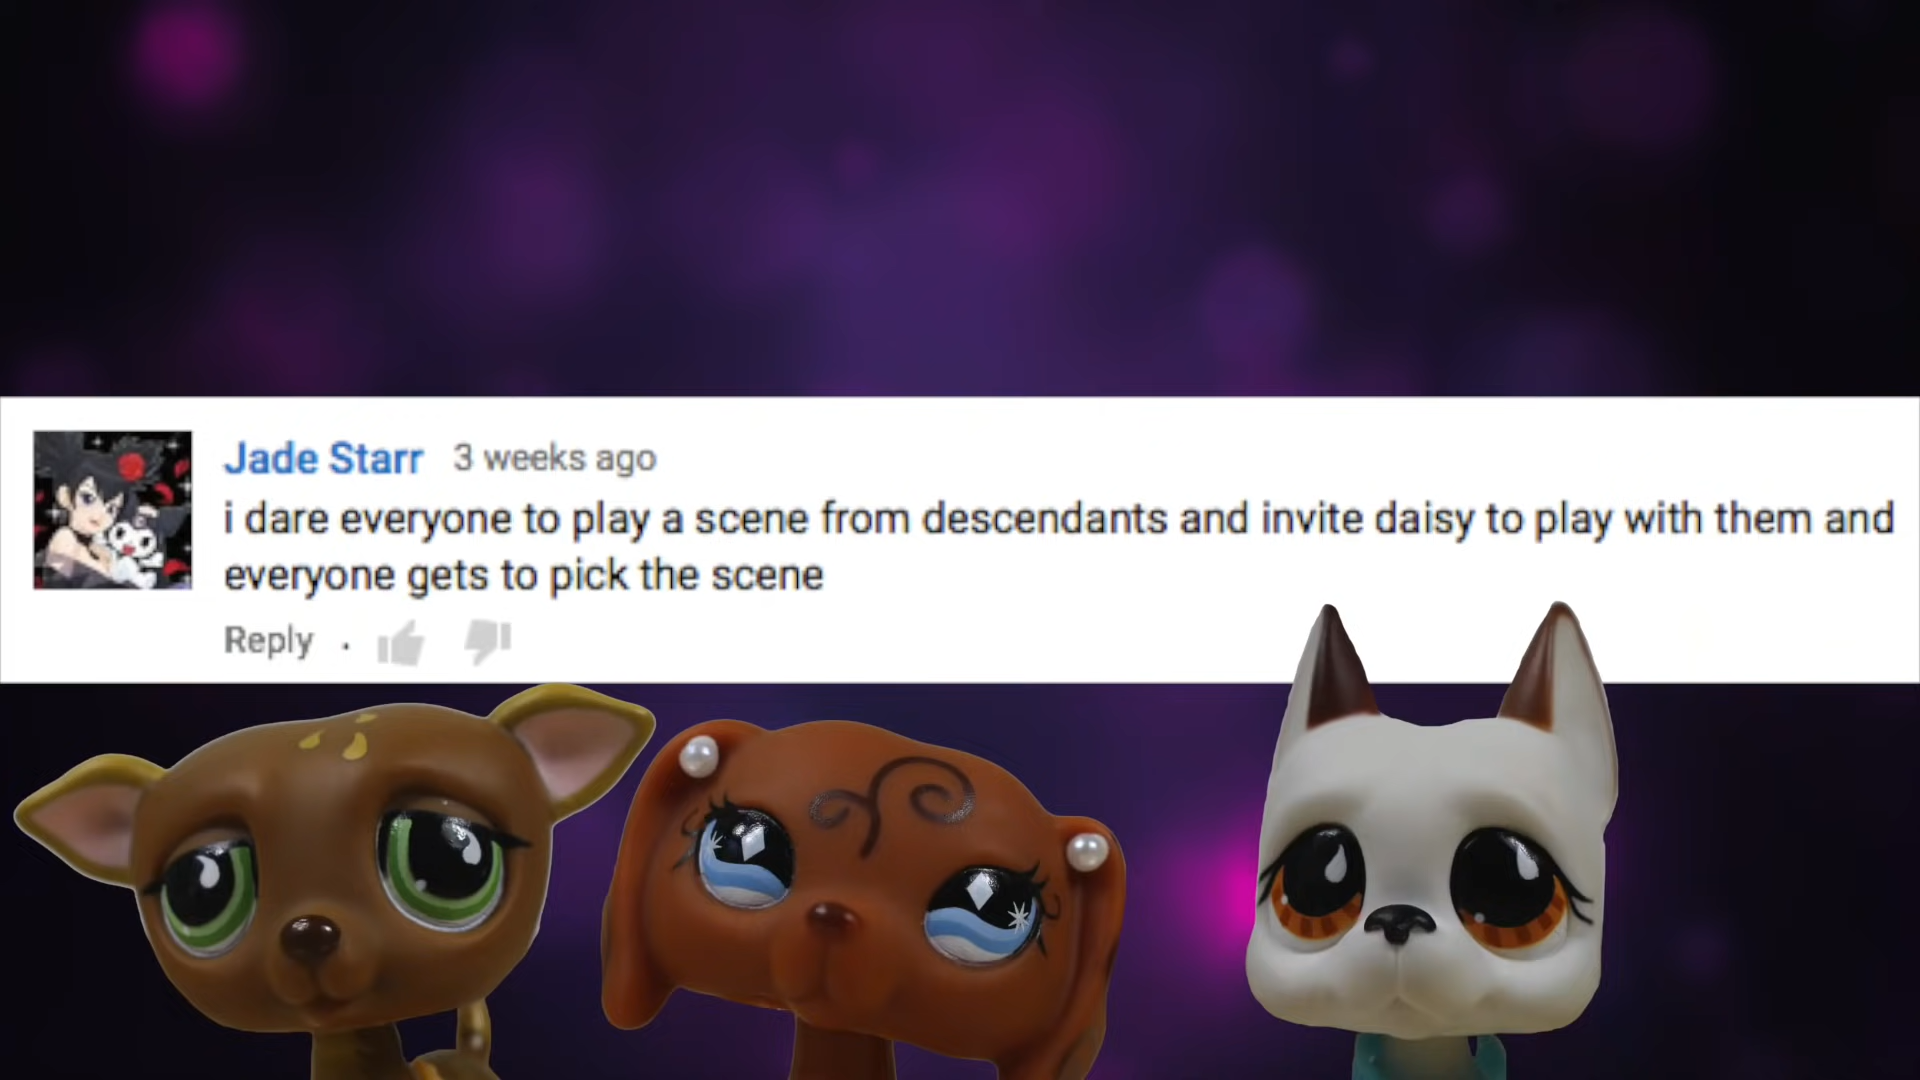 Jade Starr 3 weeks ago
i dare everyone to play a scene from descendants and invite daisy to play with them and
everyone gets to pick the scene
Reply ·